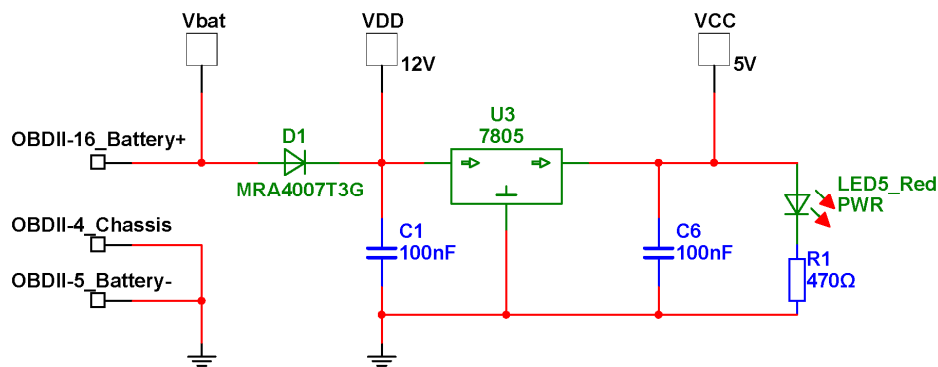 Vbat
VDD
12V
VCC
5V
OBDII-16_Battery+
D1
MRA4007T3G
U3
7805
LED5_Red
PWR
OBDII-4_Chassis
C1
100nF
C6
100nF
OBDII-5_Battery-
R1
470Ω